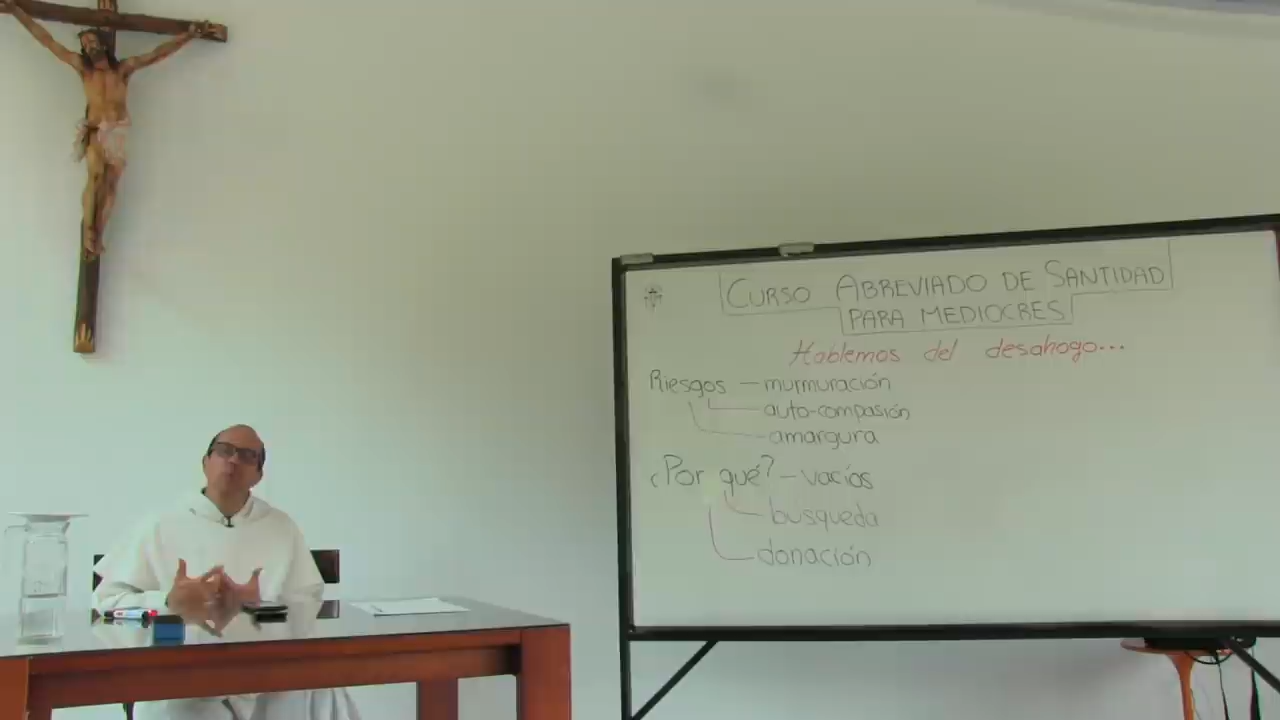 CURSO ABREVIADO DE SANTIDAD
PARA MEDIOCRES
Hablemos del desahogo...
Riesgos – murmuración
auto-compasión
amargura
¿Por qué? – vacíos
busqueda
donación